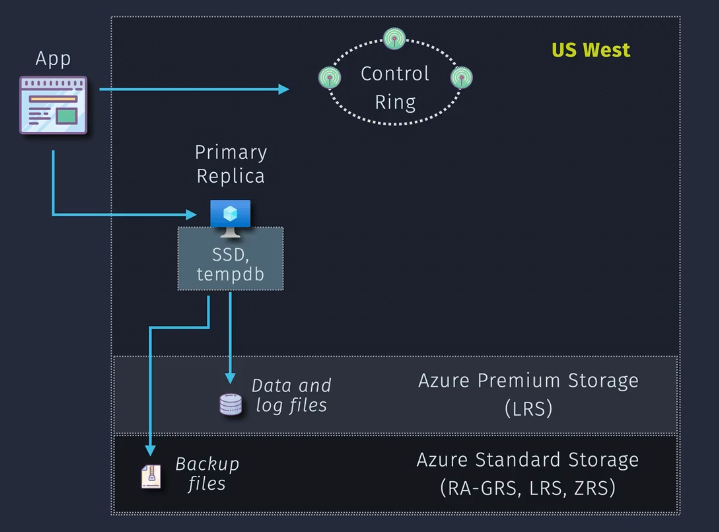 App
US West
Control
Ring
Primary
Replica
SSD,
tempdb
Data and
log files
Azure Premium Storage
(LRS)
Backup
files
Azure Standard Storage
(RA-GRS, LRS, ZRS)